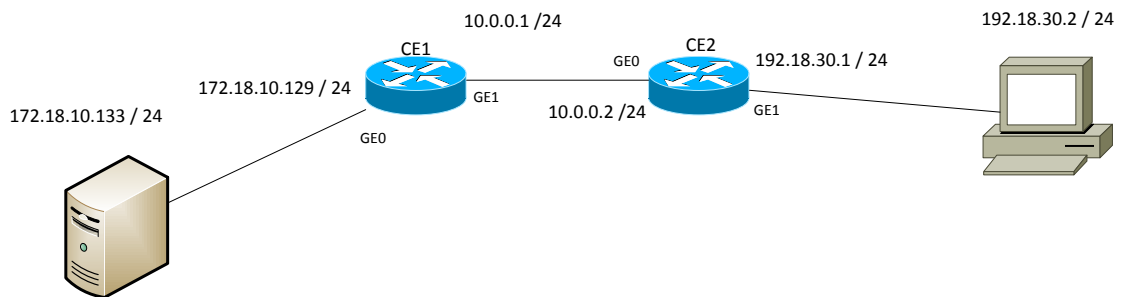 10.0.0.1 /24
192.18.30.2 / 24
CE1
CE2
GE0
192.18.30.1 / 24
172.18.10.129 / 24
GE1
10.0.0.2 /24
GE1
172.18.10.133 / 24
GE0